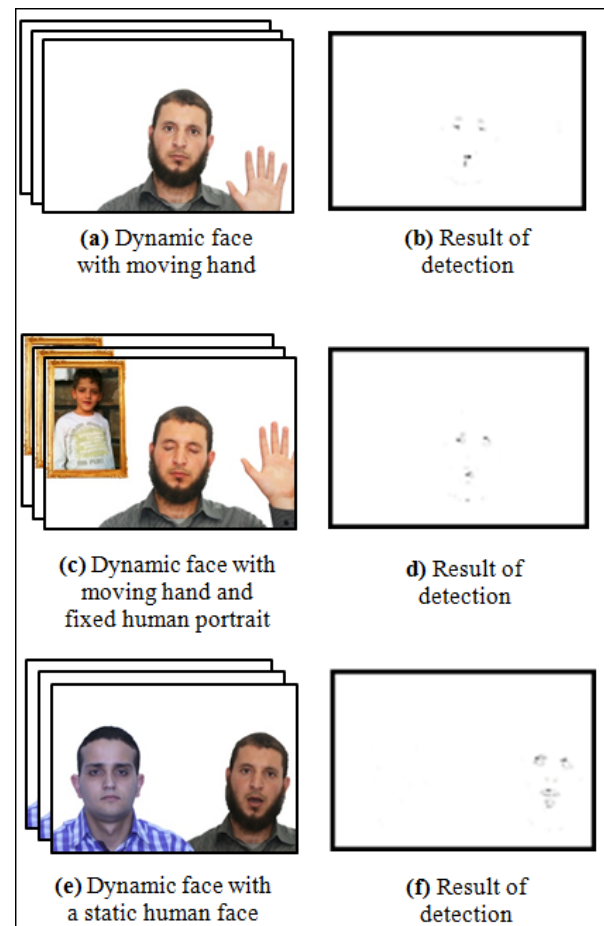 (a) Dynamic face
with moving hand
(b) Result of
detection
(c) Dynamic face with
moving hand and
fixed human portrait
d) Result of
detection
(e) Dynamic face with
a static human face
(f) Result of
detection